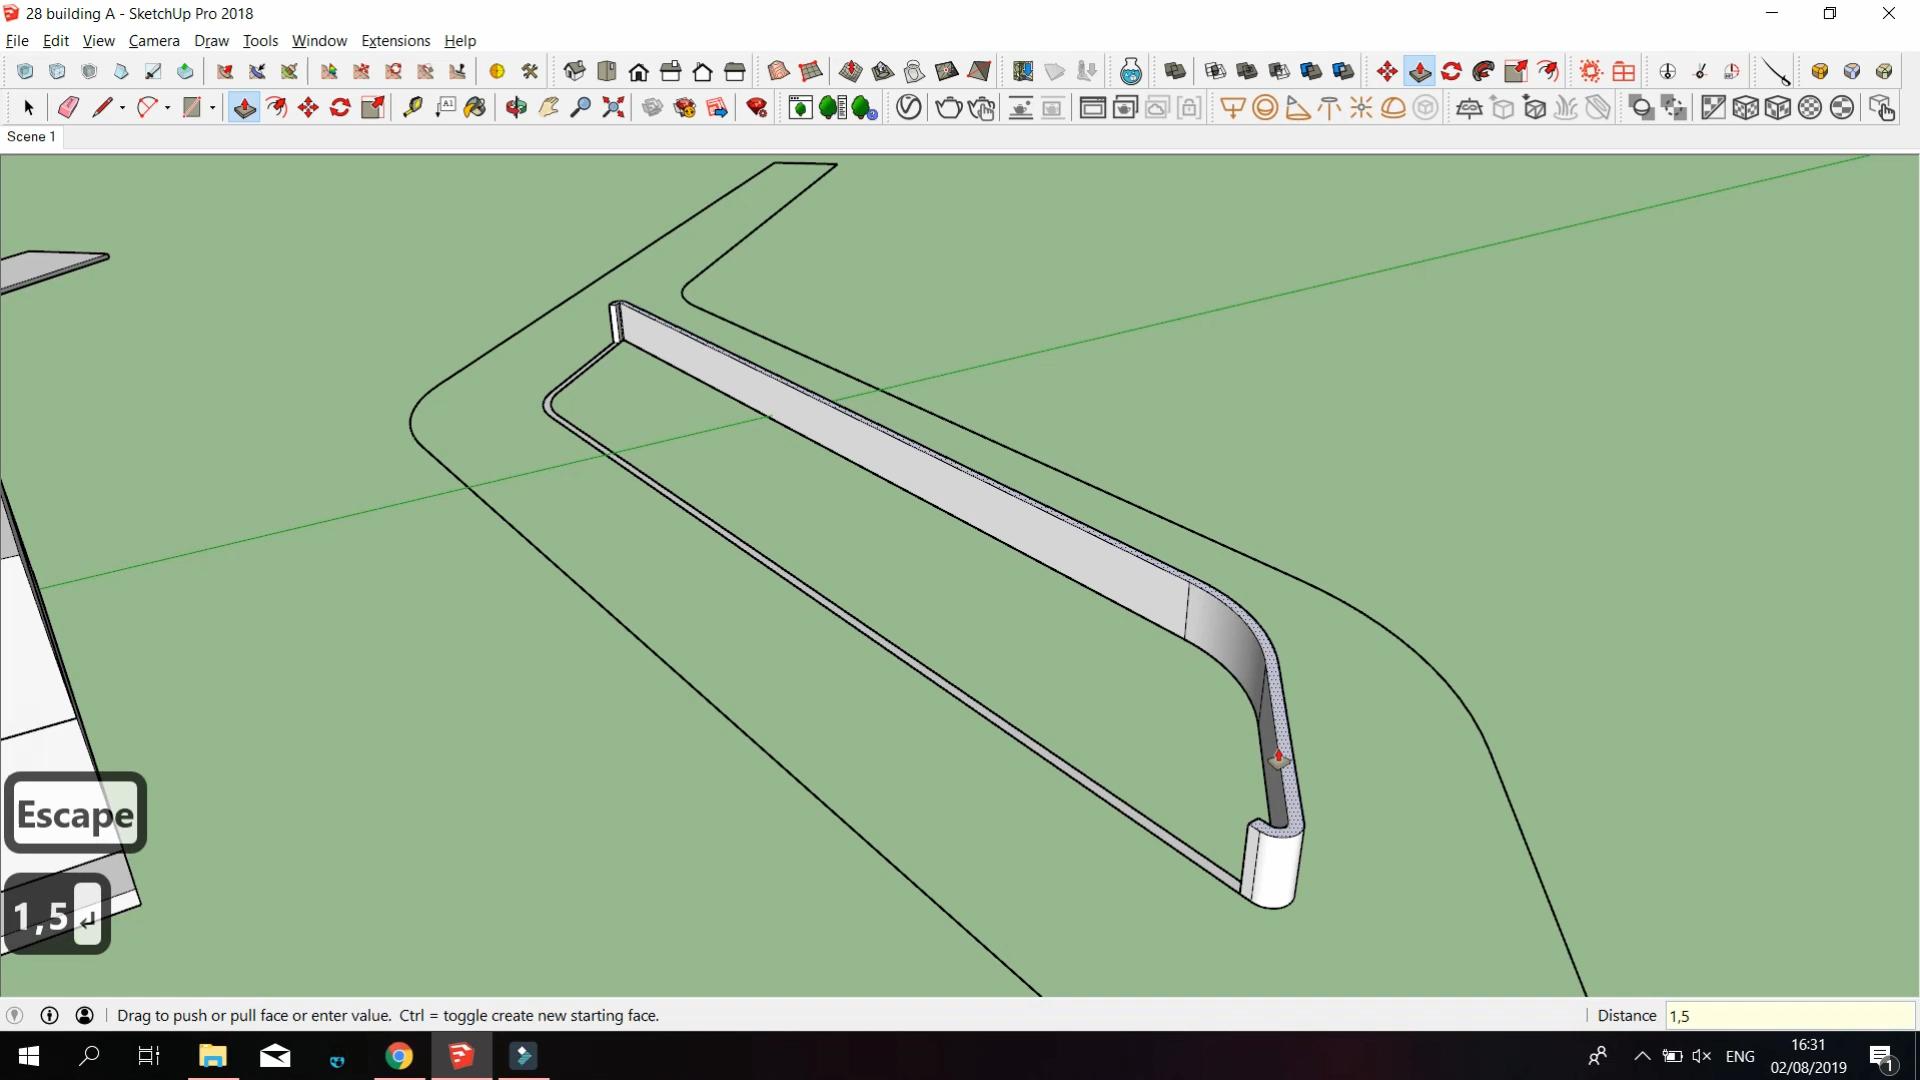 28 building A - SketchUp Pro 2018
File Edit View Camera Draw Tools Window Extensions Help
A1
Scene 1
Escape
1,5 ↵
Drag to push or pull face or enter value. Ctrl = toggle create new starting face.
Distance 1,5
ENG
16:31
02/08/2019
1